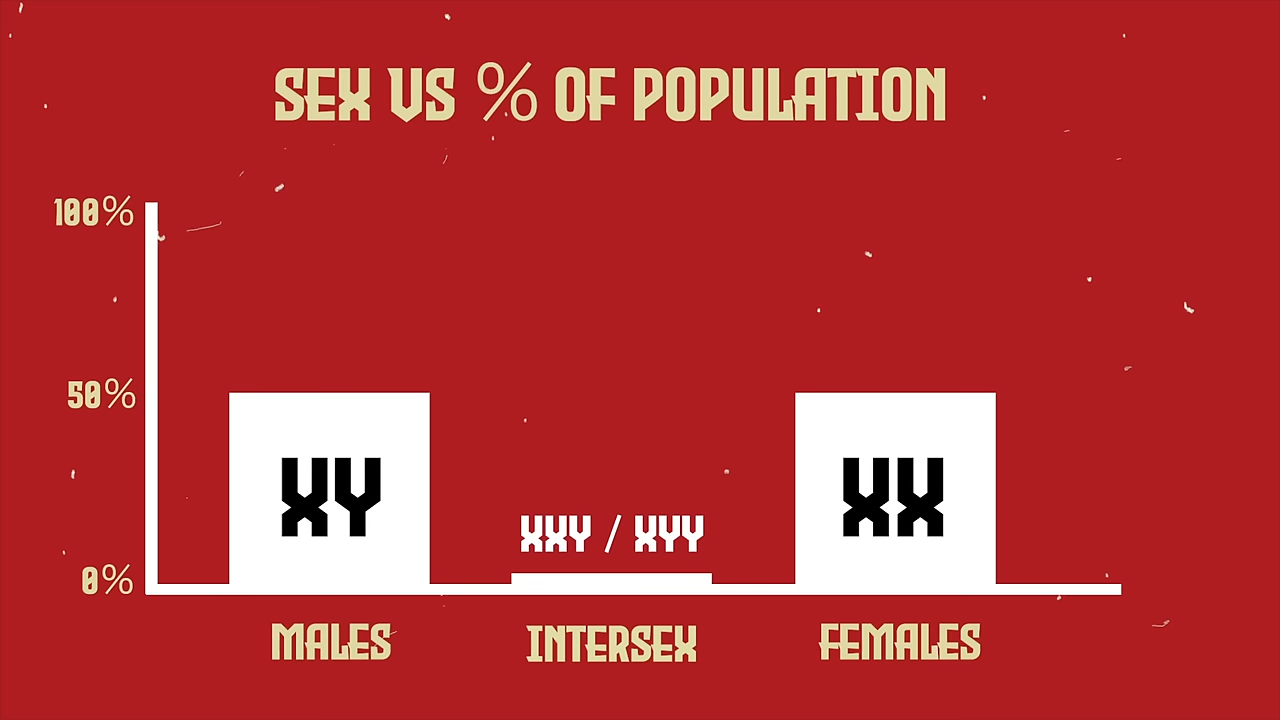 SEX VS % OF POPULATION
100%
50%
0%
XY
XXY / XYY
XX
MALES
INTERSEX
FEMALES